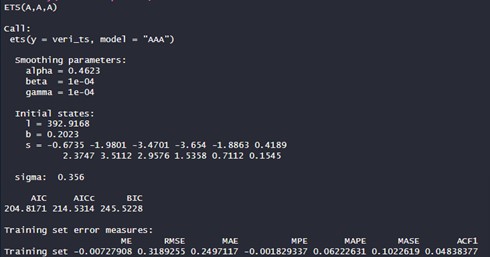 ETS(A,A,A)
Call:
ets(y = veri_ts, model = "AAA")
Smoothing parameters:
alpha = 0.4623
beta = 1e-04
gamma = 1e-04
Initial states:
l = 392.9168
b = 0.2023
s = -0.6735 -1.9801 -3.4701 -3.654 -1.8863 0.4189
2.3747 3.5112 2.9576 1.5358 0.7112 0.1545
sigma: 0.356
AIC AICc BIC
204.8171 214.5314 245.5228
Training set error measures:
ME RMSE MAE MPE MAPE MASE ACF1
Training set -0.00727908 0.3189255 0.2497117 -0.001829337 0.06222631 0.1022619 0.04838377